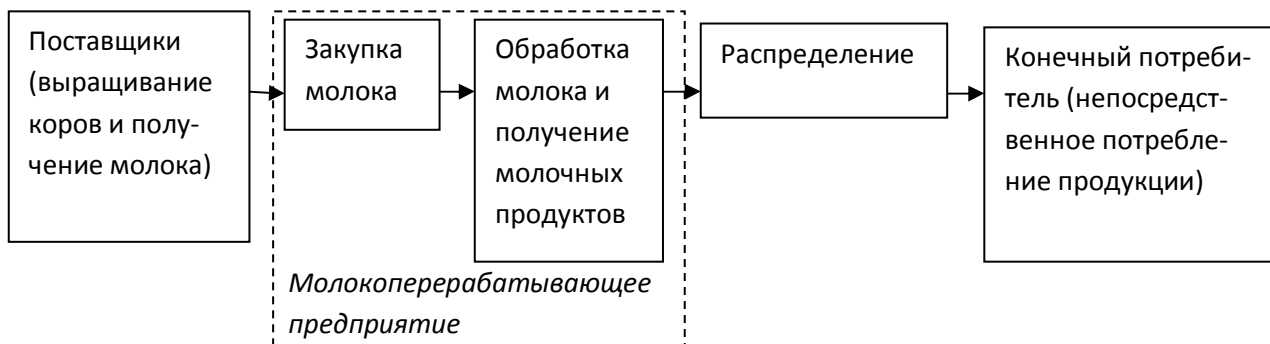 Поставщики
(выращивание
коров и полу-
чение молока)
Закупка
молока
Обработка
молока и
получение
молочных
продуктов
Молокоперерабатывающее
предприятие
Распределение
Конечный потреби-
тель (непосредст-
венное потребле-
ние продукции)